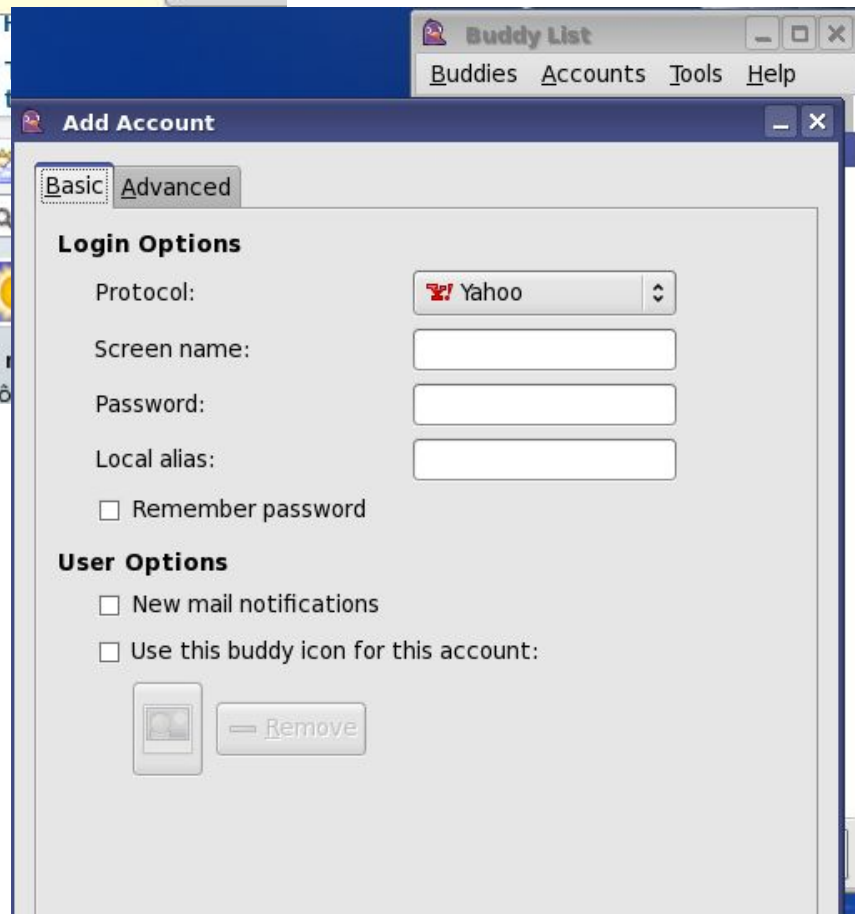 Buddy List
Buddies Accounts Tools Help
Add Account
Basic Advanced
Login Options
Protocol: Yahoo
Screen name:
Password:
Local alias:
Remember password
User Options
New mail notifications
Use this buddy icon for this account:
Remove